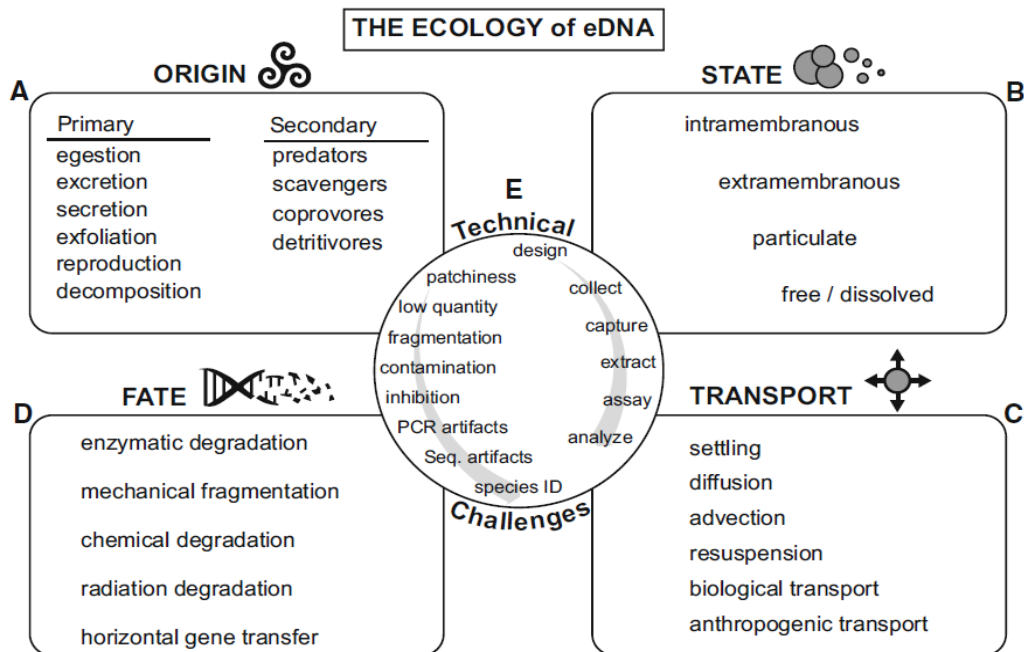 THE ECOLOGY of eDNA
A
ORIGIN
Primary
egestion
excretion
secretion
exfoliation
reproduction
decomposition
Secondary
predators
scavengers
coprovores
detritivores
B
STATE
intramembranous
extramembranous
particulate
free / dissolved
E
Technical
design
collect
capture
extract
assay
analyze
patchiness
low quantity
fragmentation
contamination
inhibition
PCR artifacts
Seq. artifacts
species ID
Challenges
D
FATE
enzymatic degradation
mechanical fragmentation
chemical degradation
radiation degradation
horizontal gene transfer
C
TRANSPORT
settling
diffusion
advection
resuspension
biological transport
anthropogenic transport